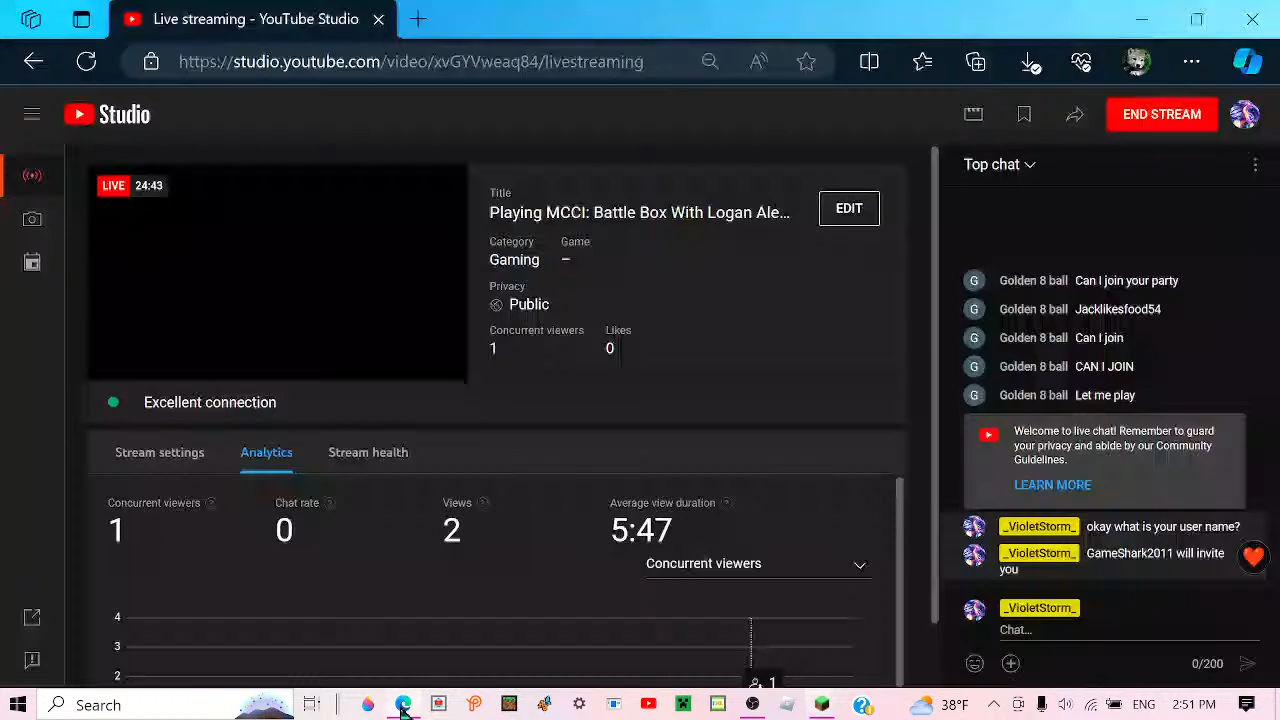 Live streaming - YouTube Studio
https://studio.youtube.com/video/xvGYVweaq84/livestreaming
Studio
END STREAM
LIVE 24:43
Title
Playing MCCI: Battle Box With Logan Ale...
EDIT
Category Game
Gaming –
Privacy
Public
Concurrent viewers Likes
1 0
Excellent connection
Stream settings Analytics Stream health
Concurrent viewers Chat rate Views Average view duration
1 0 2 5:47
Concurrent viewers
4
3
2
1
Top chat
G Golden 8 ball Can I join your party
G Golden 8 ball Jacklikesfood54
G Golden 8 ball Can I join
G Golden 8 ball CAN I JOIN
G Golden 8 ball Let me play
Welcome to live chat! Remember to guard
your privacy and abide by our Community
Guidelines.
LEARN MORE
_VioletStorm_ okay what is your user name?
_VioletStorm_ GameShark2011 will invite
you
_VioletStorm_
Chat...
0/200
Search
38°F
ENG 2:51 PM